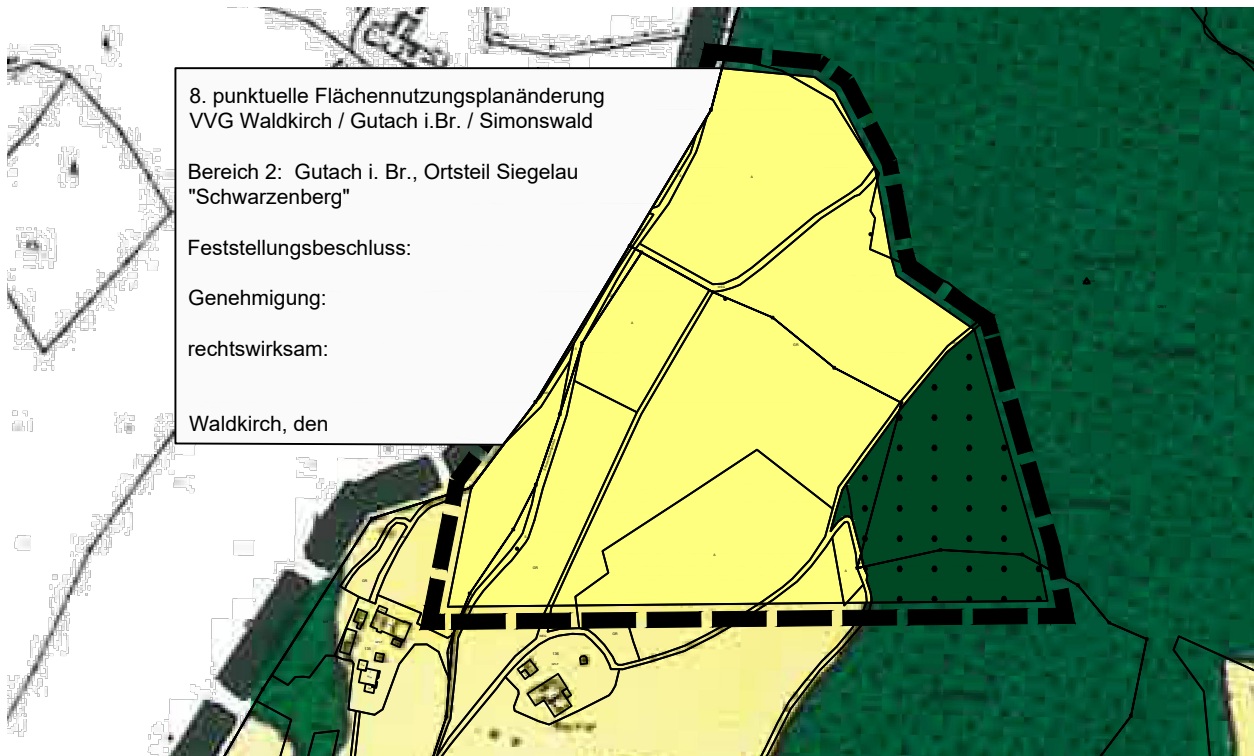 8. punktuelle Flächennutzungsplanänderung
VVG Waldkirch / Gutach i.Br. / Simonswald
Bereich 2:  Gutach i. Br., Ortsteil Siegelau
"Schwarzenberg"
Feststellungsbeschluss:
Genehmigung:
rechtswirksam:
Waldkirch, den